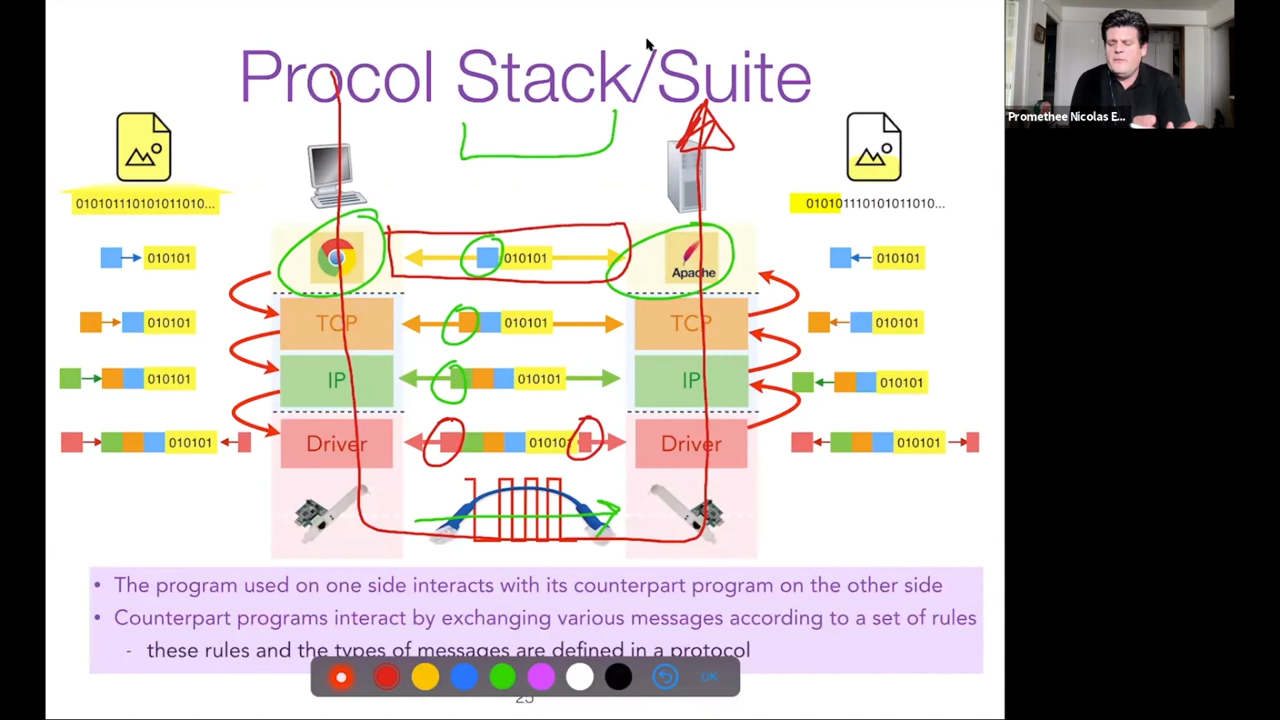 Procol Stack/Suite
Promethee Nicolas E...
010101110101011010...
010101110101011010...
010101
010101
Apache
010101
010101
TCP
010101
TCP
010101
010101
IP
010101
IP
010101
010101
Driver
010101
Driver
010101
• The program used on one side interacts with its counterpart program on the other side
• Counterpart programs interact by exchanging various messages according to a set of rules
- these rules and the types of messages are defined in a protocol
OK